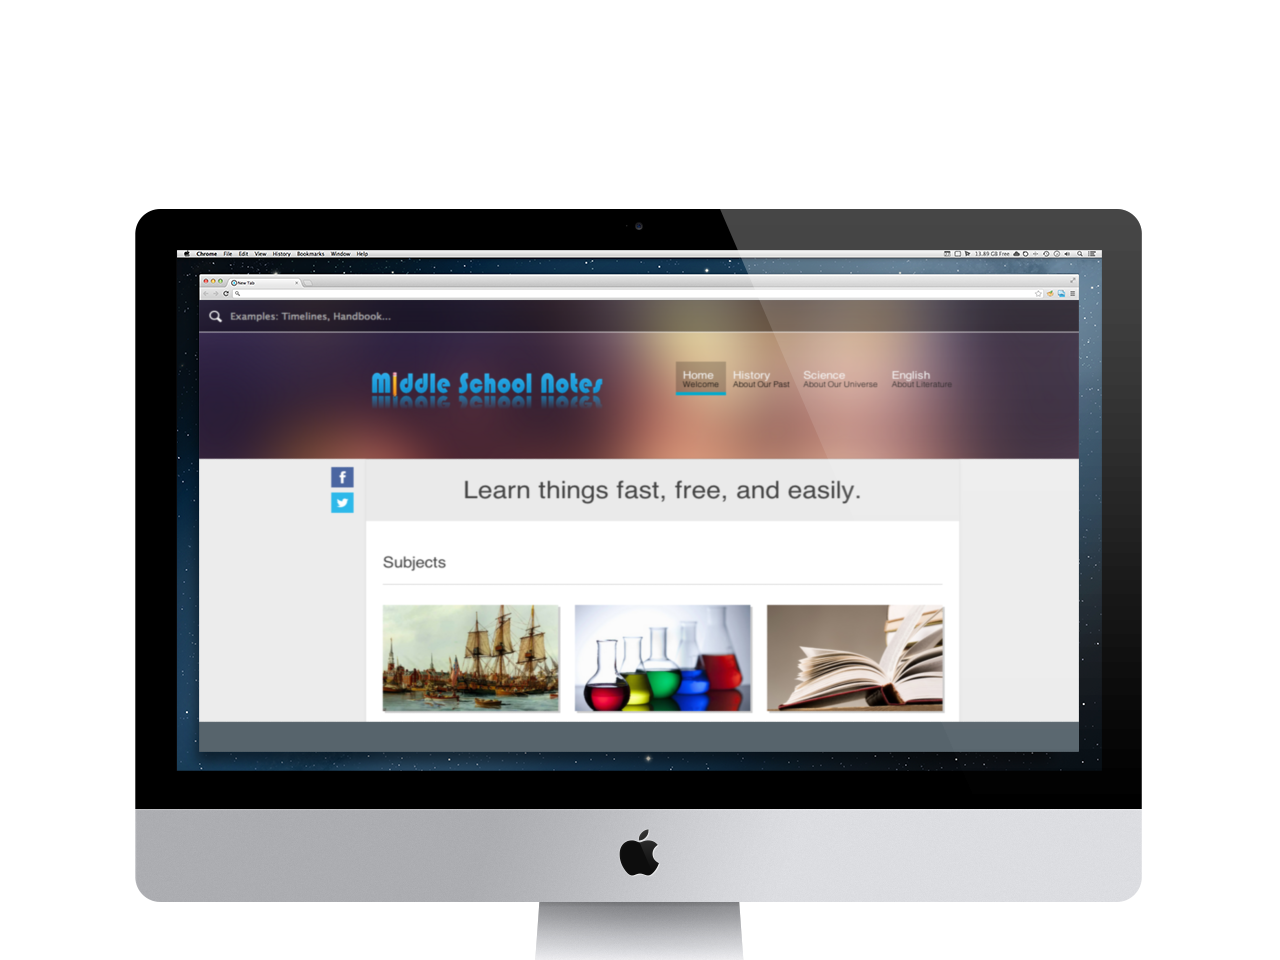 Chrome File Edit View History Bookmarks Window Help 13.89 GB Free
New Tab
Examples: Timelines, Handbook...
Middle School Notes
Home History Science English
Welcome About Our Past About Our Universe About Literature
Learn things fast, free, and easily.
Subjects